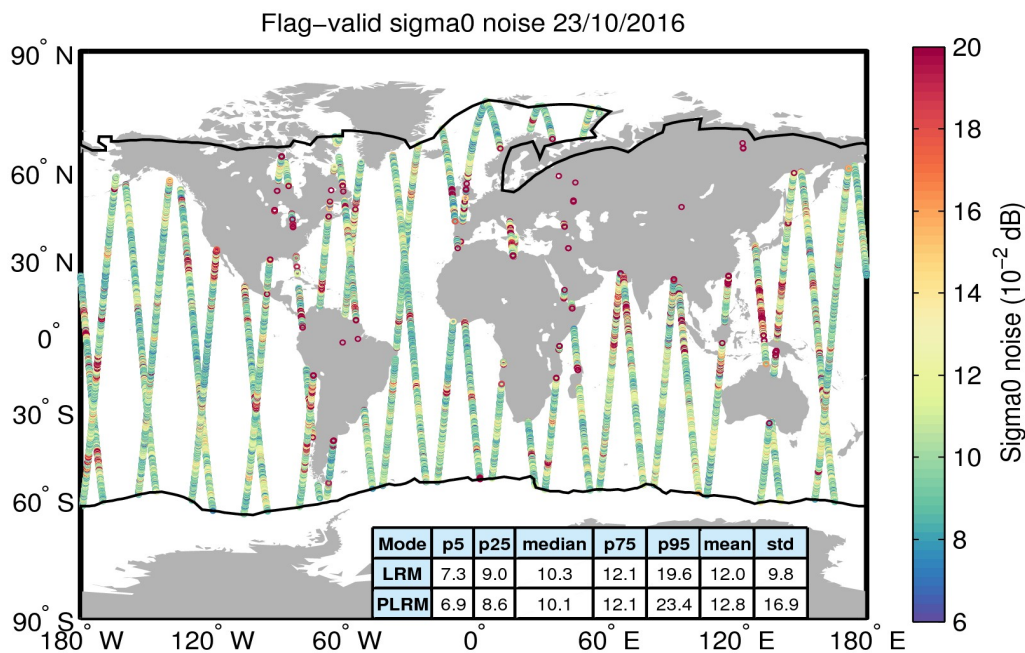 Flag−valid sigma0 noise 23/10/2016
90° N
60° N
30° N
0°
30° S
60° S
90° S
180° W
120° W
60° W
0°
60° E
120° E
180° E
Mode p5 p25 median p75 p95 mean std
LRM 7.3 9.0 10.3 12.1 19.6 12.0 9.8
PLRM 6.9 8.6 10.1 12.1 23.4 12.8 16.9
20
18
16
14
12
10
8
6
Sigma0 noise (10⁻² dB)